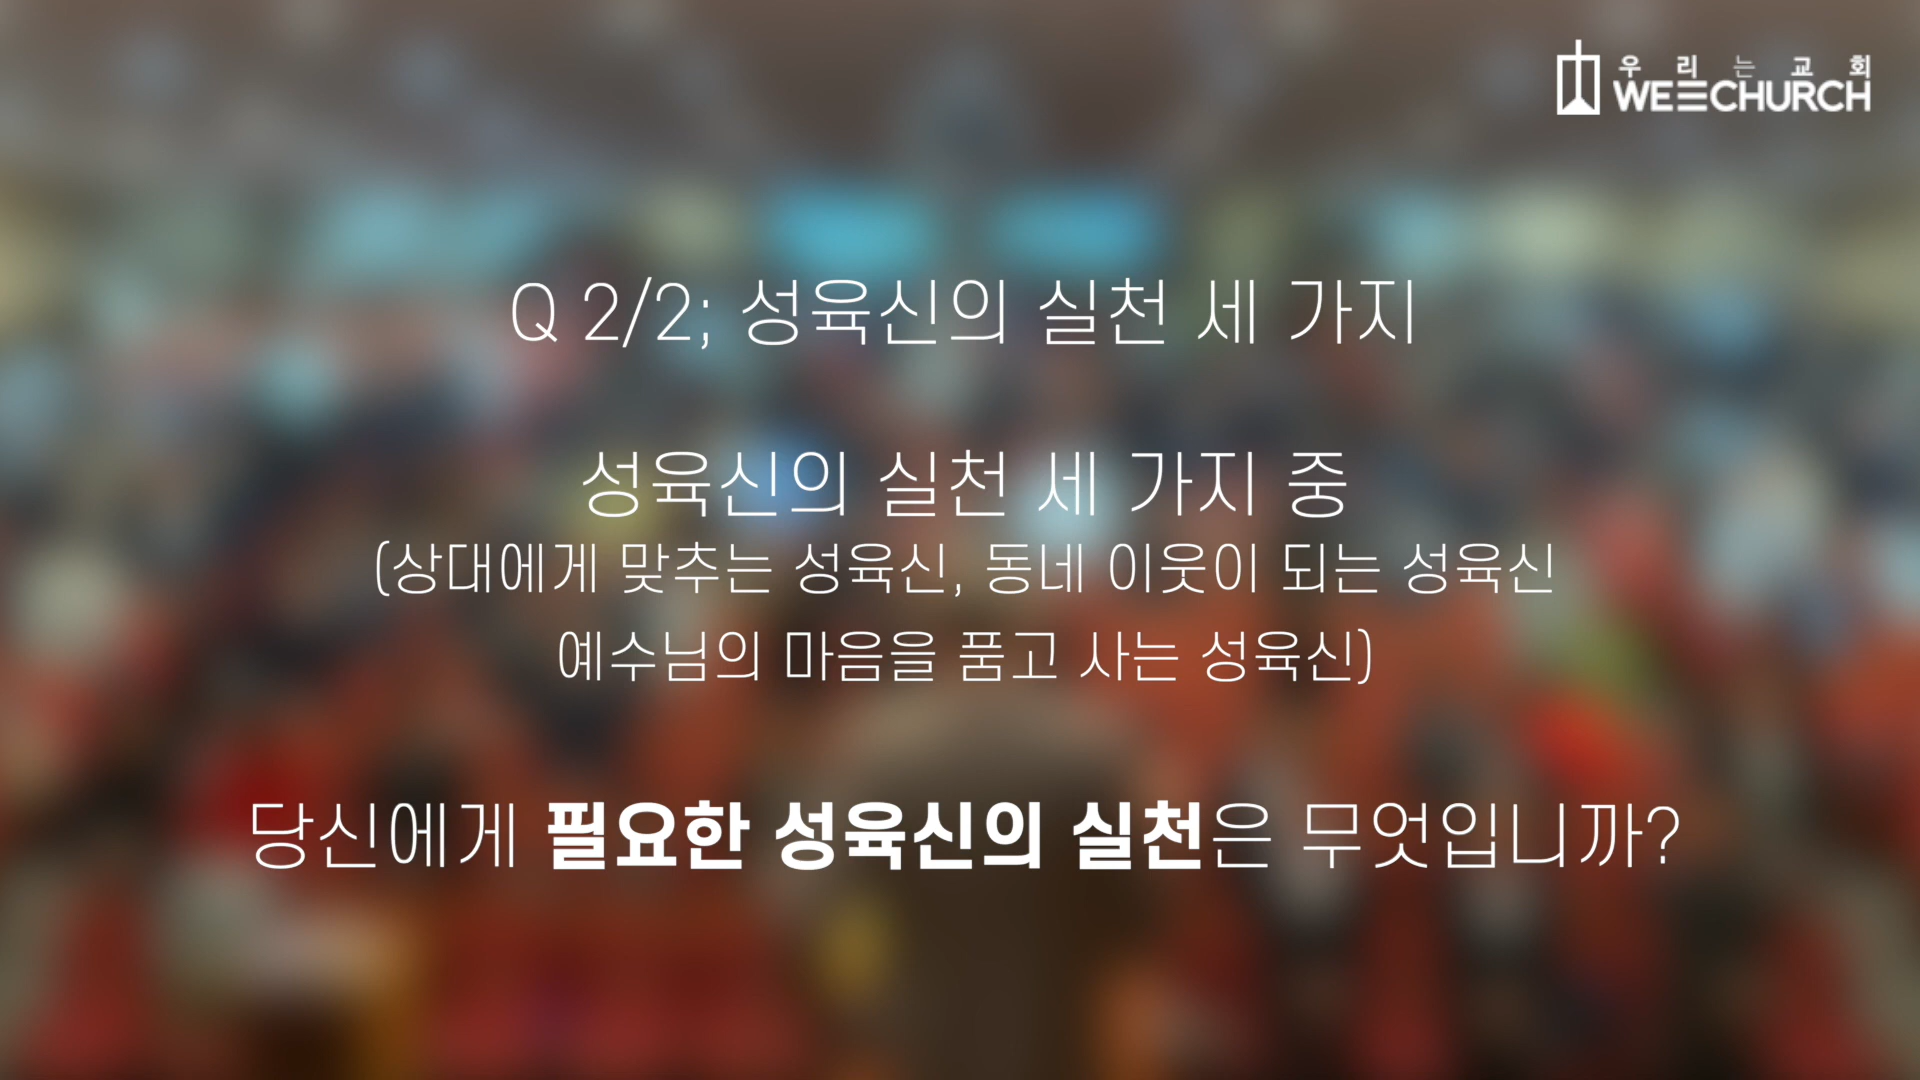 우리는교회
WECHURCH
Q 2/2; 성육신의 실천 세 가지
성육신의 실천 세 가지 중
(상대에게 맞추는 성육신, 동네 이웃이 되는 성육신
예수님의 마음을 품고 사는 성육신)
당신에게 필요한 성육신의 실천은 무엇입니까?